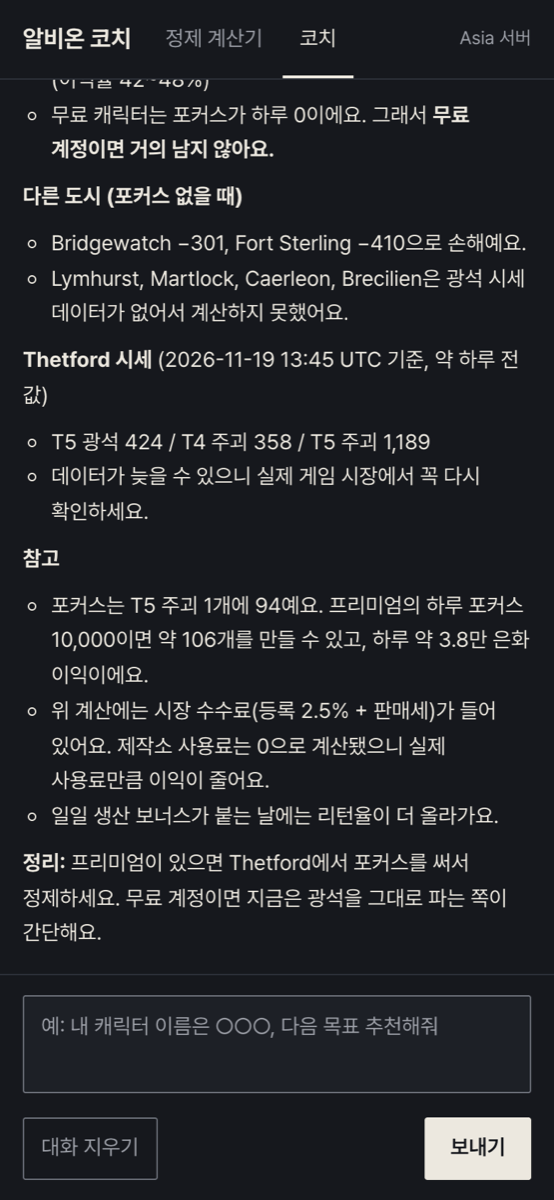 알비온 코치 정제 계산기 코치 Asia 서버
(이익률 42~48%)
무료 캐릭터는 포커스가 하루 0이에요. 그래서 무료
계정이면 거의 남지 않아요.
다른 도시 (포커스 없을 때)
Bridgewatch −301, Fort Sterling −410으로 손해예요.
Lymhurst, Martlock, Caerleon, Brecilien은 광석 시세
데이터가 없어서 계산하지 못했어요.
Thetford 시세 (2026-11-19 13:45 UTC 기준, 약 하루 전
값)
T5 광석 424 / T4 주괴 358 / T5 주괴 1,189
데이터가 늦을 수 있으니 실제 게임 시장에서 꼭 다시
확인하세요.
참고
포커스는 T5 주괴 1개에 94예요. 프리미엄의 하루 포커스
10,000이면 약 106개를 만들 수 있고, 하루 약 3.8만 은화
이익이에요.
위 계산에는 시장 수수료(등록 2.5% + 판매세)가 들어
있어요. 제작소 사용료는 0으로 계산됐으니 실제
사용료만큼 이익이 줄어요.
일일 생산 보너스가 붙는 날에는 리턴율이 더 올라가요.
정리: 프리미엄이 있으면 Thetford에서 포커스를 써서
정제하세요. 무료 계정이면 지금은 광석을 그대로 파는 쪽이
간단해요.
예: 내 캐릭터 이름은 ○○○, 다음 목표 추천해줘
대화 지우기 보내기